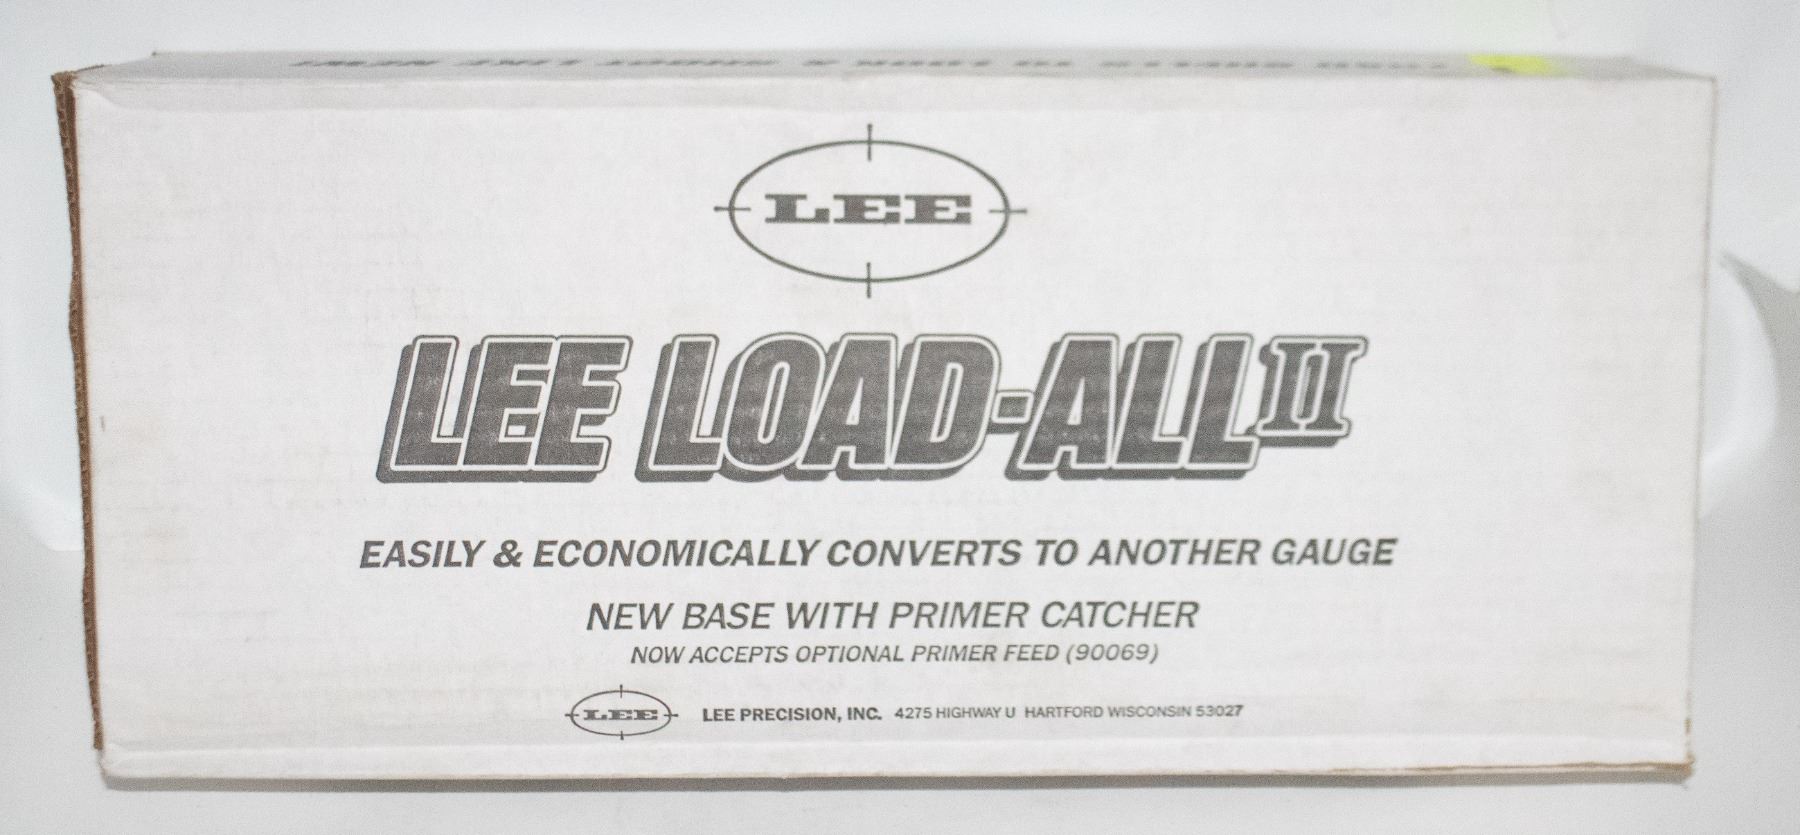 LEE
LEE LOAD-ALL II
EASILY & ECONOMICALLY CONVERTS TO ANOTHER GAUGE
NEW BASE WITH PRIMER CATCHER
NOW ACCEPTS OPTIONAL PRIMER FEED (90069)
LEE LEE PRECISION, INC. 4275 HIGHWAY U HARTFORD WISCONSIN 53027